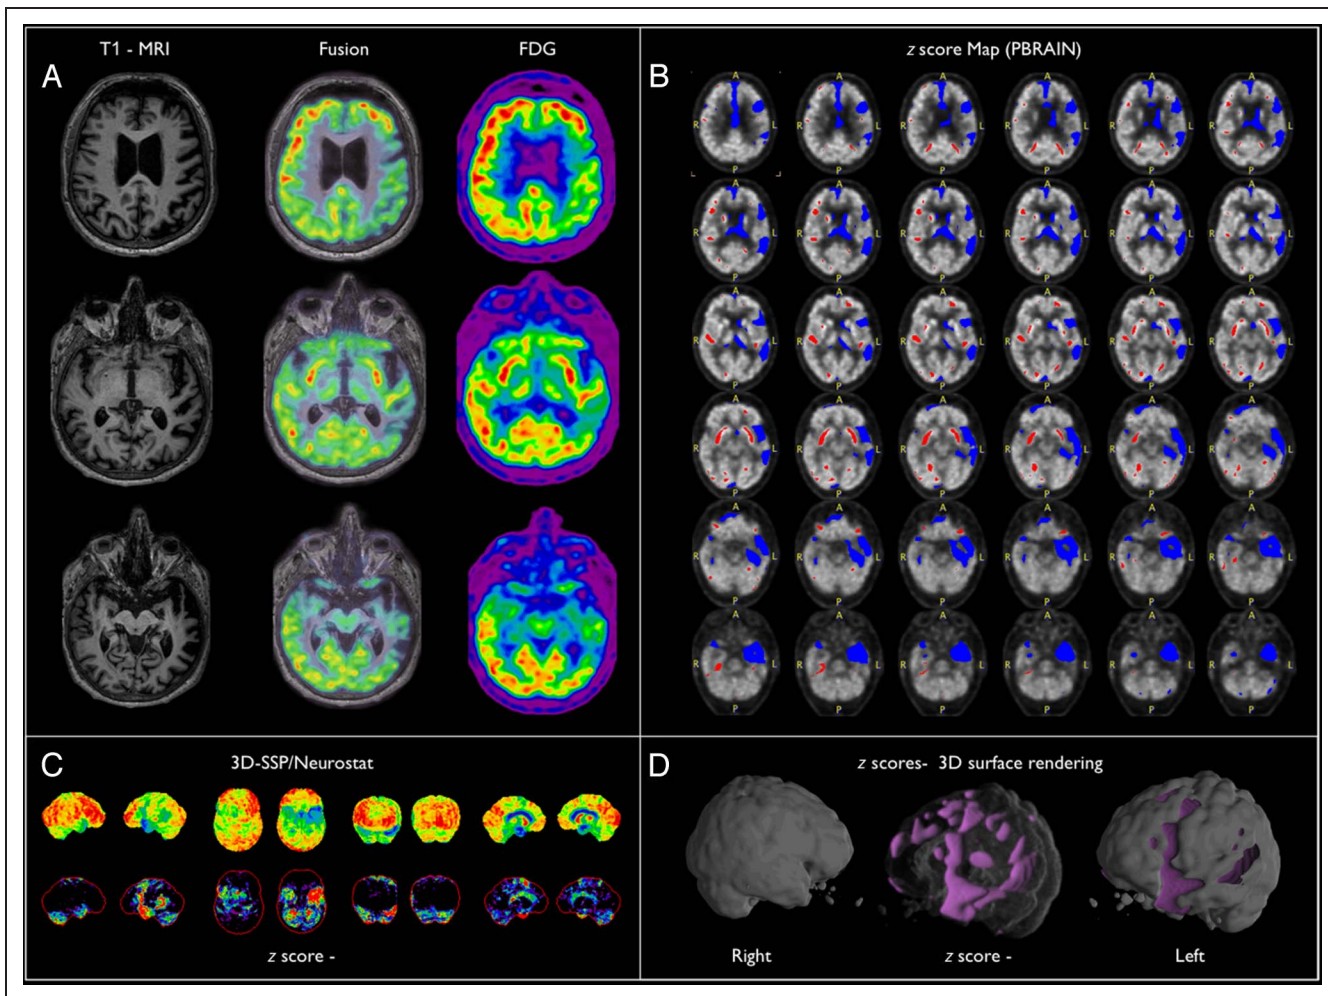 A
T1 - MRI
Fusion
FDG
B
z score Map (PBRAIN)
A A A A A A
R L R L R L R L R L R L
P P P P P P
A A A A A A
R L R L R L R L R L R L
P P P P P P
A A A A A A
R L R L R L R L R L R L
P P P P P P
A A A A A A
R L R L R L R L R L R L
P P P P P P
A A A A A A
R L R L R L R L R L R L
P P P P P P
A A A A A A
R L R L R L R L R L R L
P P P P P P
C
3D-SSP/Neurostat
z score -
D
z scores- 3D surface rendering
Right
z score -
Left